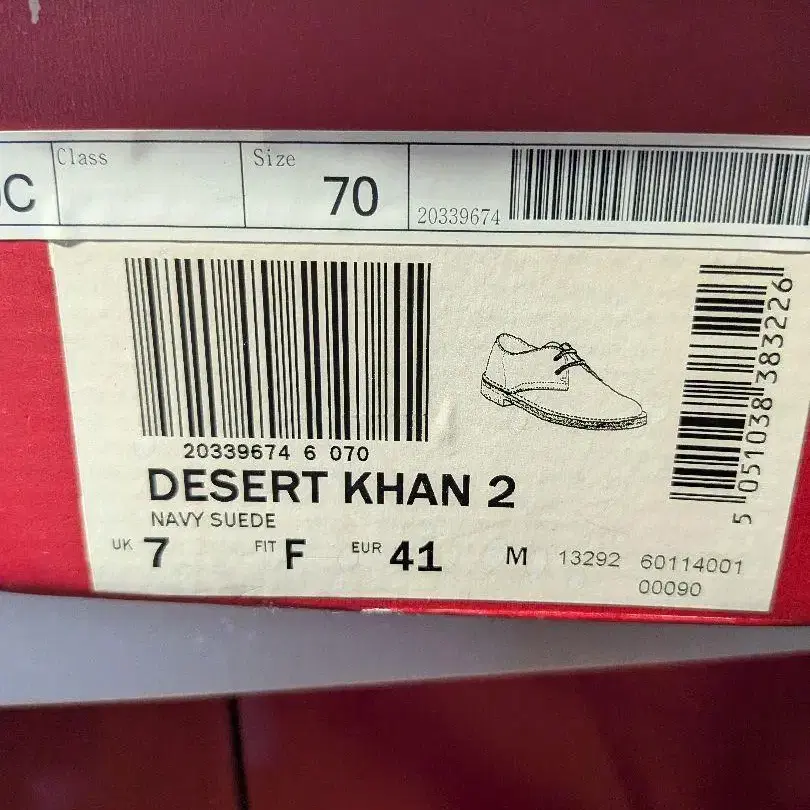 C
Class
Size
70
20339674
20339674 6 070
DESERT KHAN 2
NAVY SUEDE
UK 7 FIT F EUR 41 M 13292 60114001
00090
5 051038 383226